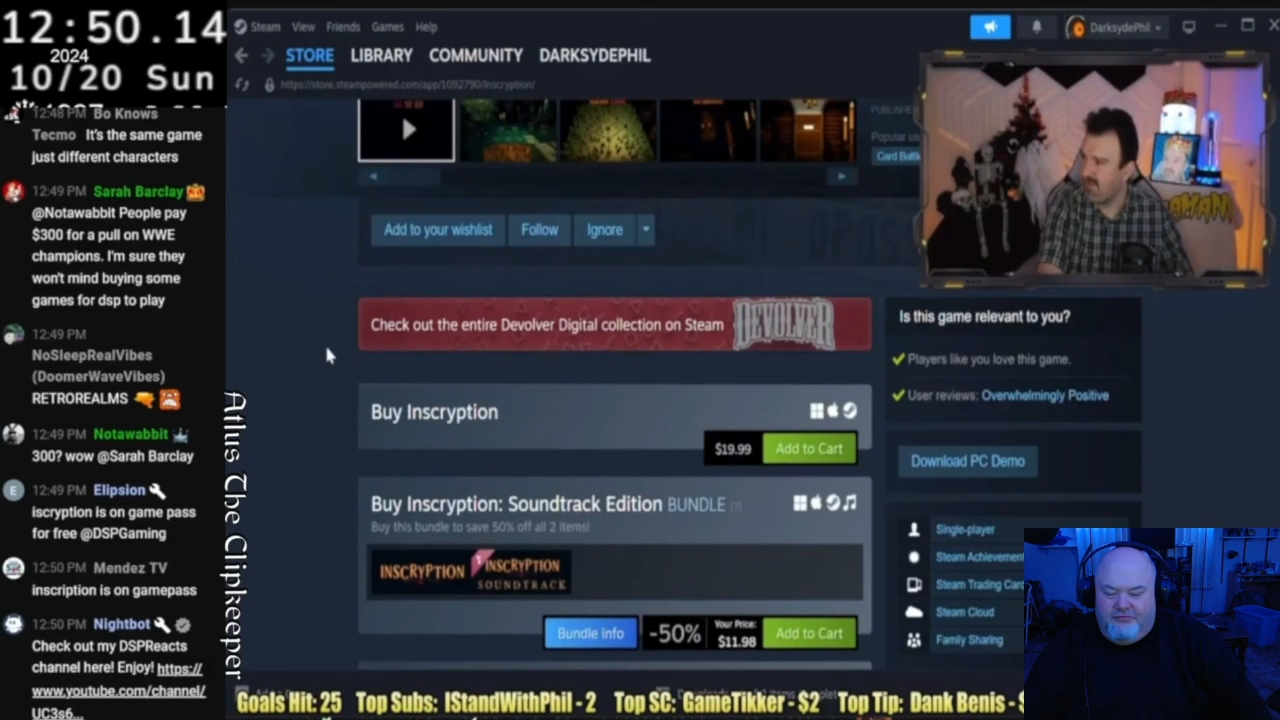 12:50.14
2024
10/20 Sun
12:48 PM Bo Knows
Tecmo It's the same game
just different characters
12:49 PM Sarah Barclay
@Notawabbit People pay
$300 for a pull on WWE
champions. I'm sure they
won't mind buying some
games for dsp to play
12:49 PM
NoSleepRealVibes
(DoomerWaveVibes)
RETROREALMS
12:49 PM Notawabbit
300? wow @Sarah Barclay
E 12:49 PM Elipsion
iscryption is on game pass
for free @DSPGaming
12:50 PM Mendez TV
inscription is on gamepass
12:50 PM Nightbot
Check out my DSPReacts
channel here! Enjoy! https://
www.youtube.com/channel/
UC3s6...
Atlus The Clipkeeper
Steam View Friends Games Help
DarksydePhil
STORE LIBRARY COMMUNITY DARKSYDEPHIL
https://store.steampowered.com/app/1092790/Inscryption/
Popular
Card Battl
Add to your wishlist Follow Ignore
Check out the entire Devolver Digital collection on Steam DEVOLVER
Is this game relevant to you?
Players like you love this game.
User reviews: Overwhelmingly Positive
Buy Inscryption
$19.99 Add to Cart
Download PC Demo
Buy Inscryption: Soundtrack Edition BUNDLE (?)
Buy this bundle to save 50% off all 2 items!
INSCRYPTION INSCRYPTION
SOUNDTRACK
Bundle info -50% Your Price:
$11.98 Add to Cart
Single-player
Steam Achievemen
Steam Trading Card
Steam Cloud
Family Sharing
Goals Hit: 25 Top Subs: IStandWithPhil - 2 Top SC: GameTikker - $2 Top Tip: Dank Benis -